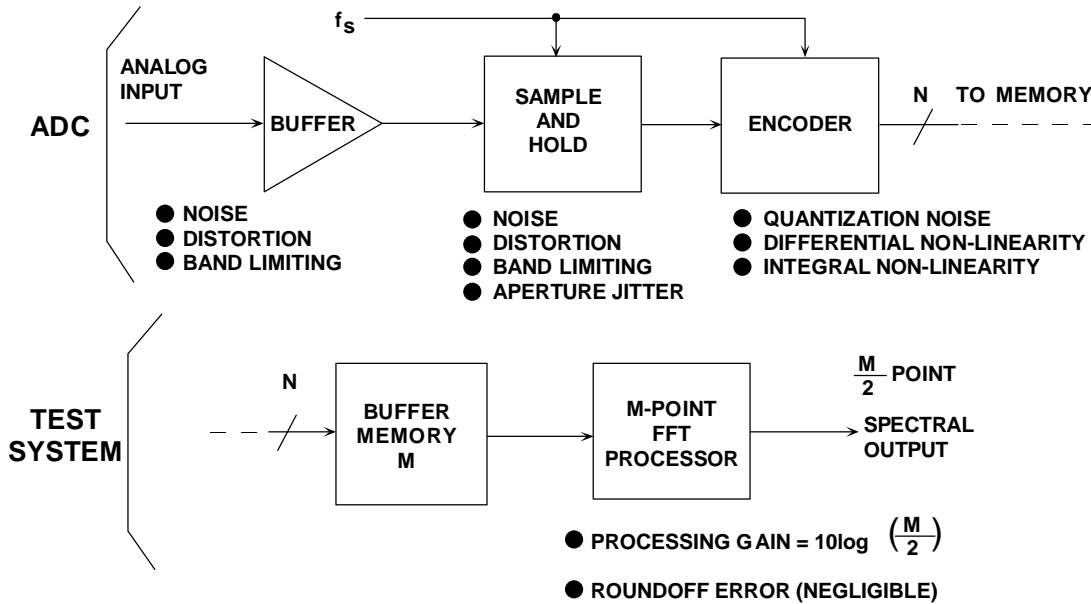 fS
ANALOG
INPUT
ADC
BUFFER
SAMPLE
AND
HOLD
ENCODER
N
TO MEMORY
● NOISE
● DISTORTION
● BAND LIMITING
● NOISE
● DISTORTION
● BAND LIMITING
● APERTURE JITTER
● QUANTIZATION NOISE
● DIFFERENTIAL NON-LINEARITY
● INTEGRAL NON-LINEARITY
TEST
SYSTEM
N
BUFFER
MEMORY
M
M-POINT
FFT
PROCESSOR
M/2 POINT
SPECTRAL
OUTPUT
● PROCESSING GAIN = 10log (M/2)
● ROUNDOFF ERROR (NEGLIGIBLE)